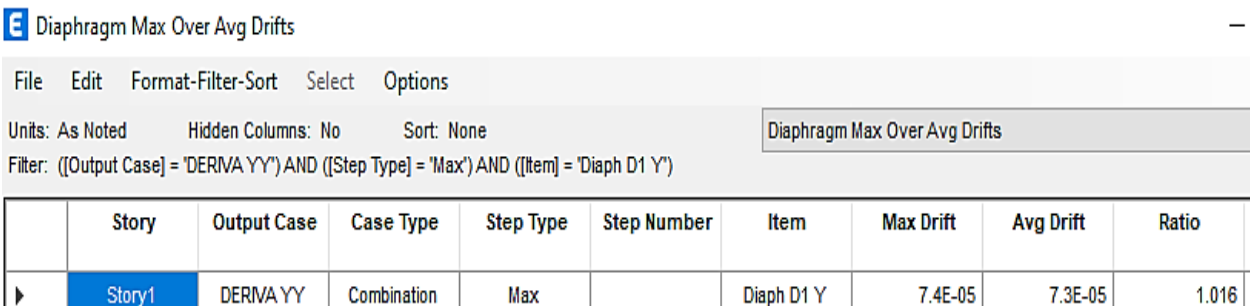 E Diaphragm Max Over Avg Drifts
File Edit Format-Filter-Sort Select Options
Units: As Noted Hidden Columns: No Sort: None Diaphragm Max Over Avg Drifts
Filter: ([Output Case] = 'DERIVA YY') AND ([Step Type] = 'Max') AND ([Item] = 'Diaph D1 Y')
Story Output Case Case Type Step Type Step Number Item Max Drift Avg Drift Ratio
Story1 DERIVA YY Combination Max Diaph D1 Y 7.4E-05 7.3E-05 1.016